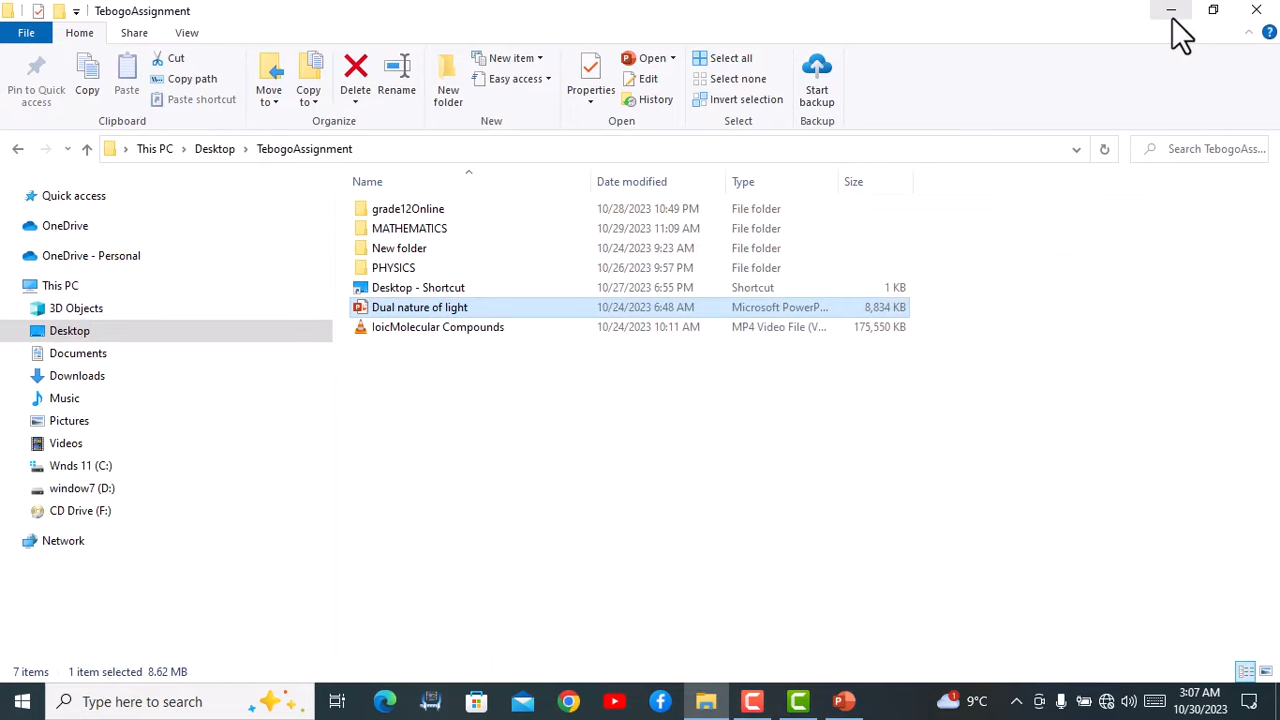 TebogoAssignment
File Home Share View
Pin to Quick access
Copy
Paste
Cut
Copy path
Paste shortcut
Move to
Copy to
Delete
Rename
New folder
New item
Easy access
Properties
Open
Edit
History
Select all
Select none
Invert selection
Start backup
Clipboard Organize New Open Select Backup
This PC > Desktop > TebogoAssignment
Search TebogoAss...
Name Date modified Type Size
grade12Online 10/28/2023 10:49 PM File folder
MATHEMATICS 10/29/2023 11:09 AM File folder
New folder 10/24/2023 9:23 AM File folder
PHYSICS 10/26/2023 9:57 PM File folder
Desktop - Shortcut 10/27/2023 6:55 PM Shortcut 1 KB
Dual nature of light 10/24/2023 6:48 AM Microsoft PowerP... 8,834 KB
IoicMolecular Compounds 10/24/2023 10:11 AM MP4 Video File (V... 175,550 KB
Quick access
OneDrive
OneDrive - Personal
This PC
3D Objects
Desktop
Documents
Downloads
Music
Pictures
Videos
Wnds 11 (C:)
window7 (D:)
CD Drive (F:)
Network
7 items 1 item selected 8.62 MB
Type here to search
1
9°C
3:07 AM
10/30/2023